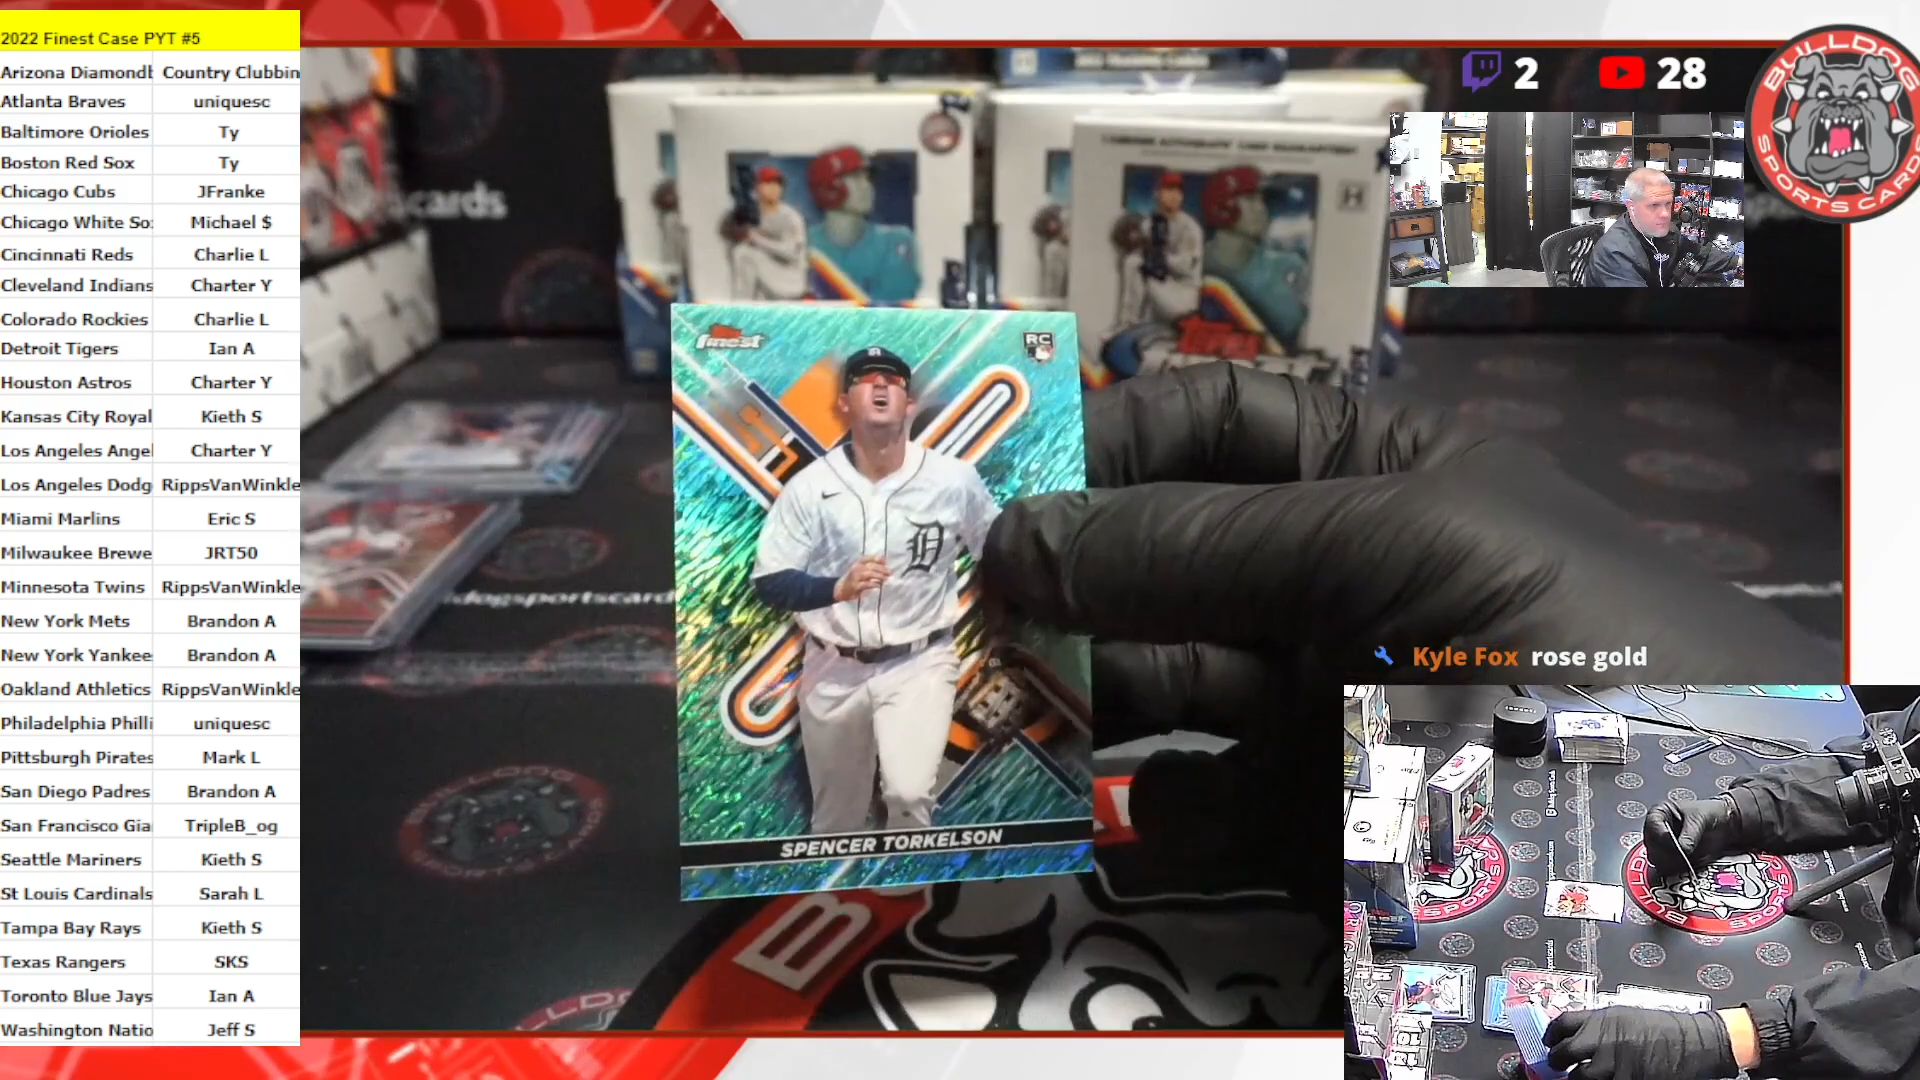 2022 Finest Case PYT #5
Arizona Diamondb Country Clubbin
Atlanta Braves uniquesc
Baltimore Orioles Ty
Boston Red Sox Ty
Chicago Cubs JFranke
Chicago White So Michael $
Cincinnati Reds Charlie L
Cleveland Indians Charter Y
Colorado Rockies Charlie L
Detroit Tigers Ian A
Houston Astros Charter Y
Kansas City Royal Kieth S
Los Angeles Angel Charter Y
Los Angeles Dodg RippsVanWinkle
Miami Marlins Eric S
Milwaukee Brewe JRT50
Minnesota Twins RippsVanWinkle
New York Mets Brandon A
New York Yankee Brandon A
Oakland Athletics RippsVanWinkle
Philadelphia Philli uniquesc
Pittsburgh Pirates Mark L
San Diego Padres Brandon A
San Francisco Gia TripleB_og
Seattle Mariners Kieth S
St Louis Cardinals Sarah L
Tampa Bay Rays Kieth S
Texas Rangers SKS
Toronto Blue Jays Ian A
Washington Natio Jeff S
2 28
BULLDOG
SPORTS CARDS
cards
finest
RC
D
SPENCER TORKELSON
dogsportscard
Kyle Fox rose gold
B